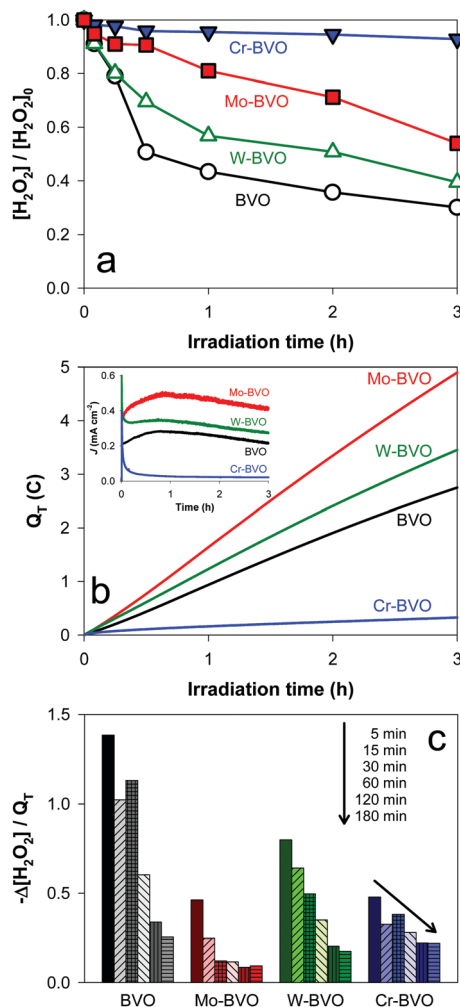 1.0
0.8
0.6
0.4
0.2
0.0
[H₂O₂] / [H₂O₂]₀
Cr-BVO
Mo-BVO
W-BVO
BVO
a
0 1 2 3
Irradiation time (h)
5
4
3
2
1
0
Q_T (C)
0.6
0.4
0.2
0.0
J (mA cm⁻²)
Mo-BVO
W-BVO
BVO
Cr-BVO
0 1 2 3
Time (h)
Mo-BVO
W-BVO
BVO
Cr-BVO
b
0 1 2 3
Irradiation time (h)
1.5
1.0
0.5
0.0
-Δ[H₂O₂] / Q_T
c
5 min
15 min
30 min
60 min
120 min
180 min
BVO Mo-BVO W-BVO Cr-BVO